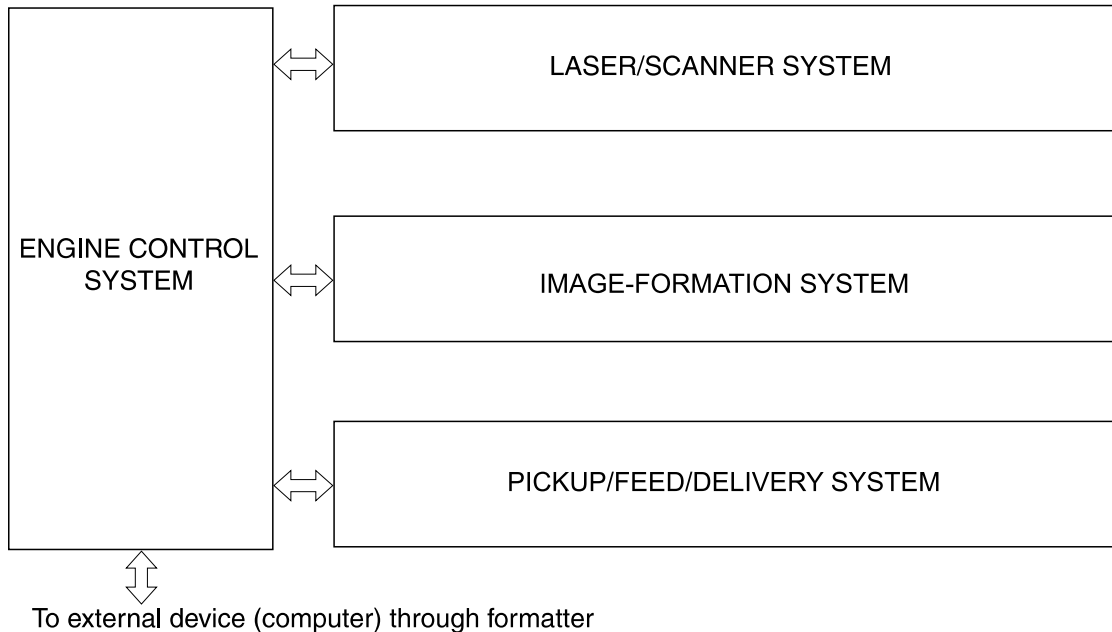 LASER/SCANNER SYSTEM
ENGINE CONTROL
SYSTEM
IMAGE-FORMATION SYSTEM
PICKUP/FEED/DELIVERY SYSTEM
To external device (computer) through formatter